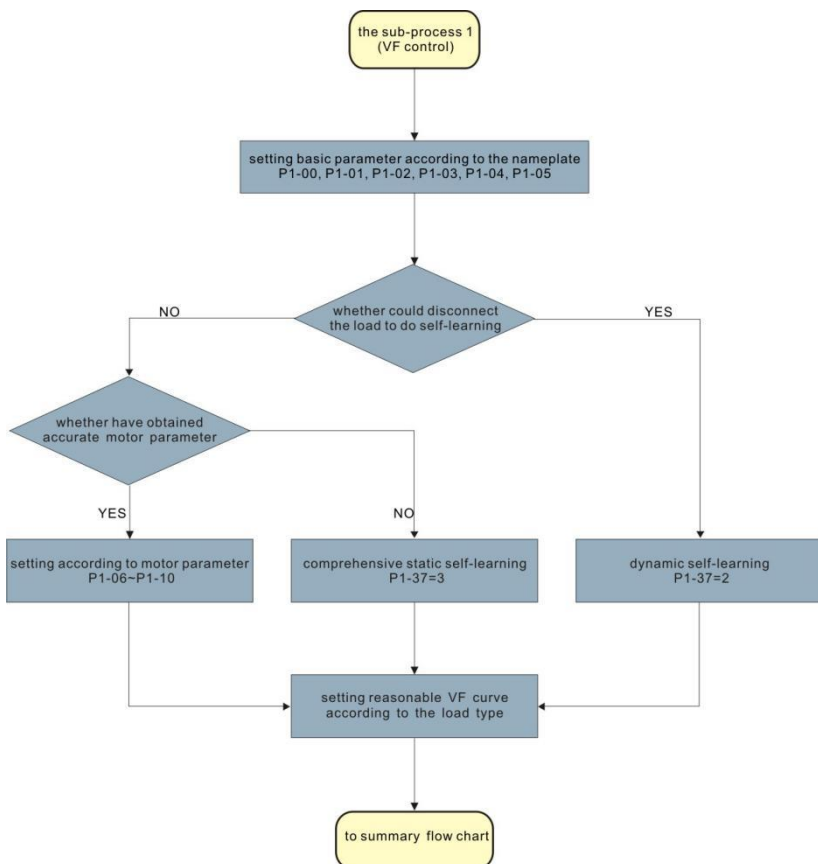 the sub-process 1
(VF control)
setting basic parameter according to the nameplate
P1-00, P1-01, P1-02, P1-03, P1-04, P1-05
whether could disconnect
the load to do self-learning
NO
YES
whether have obtained
accurate motor parameter
YES
NO
setting according to motor parameter
P1-06~P1-10
comprehensive static self-learning
P1-37=3
dynamic self-learning
P1-37=2
setting reasonable VF curve
according to the load type
to summary flow chart